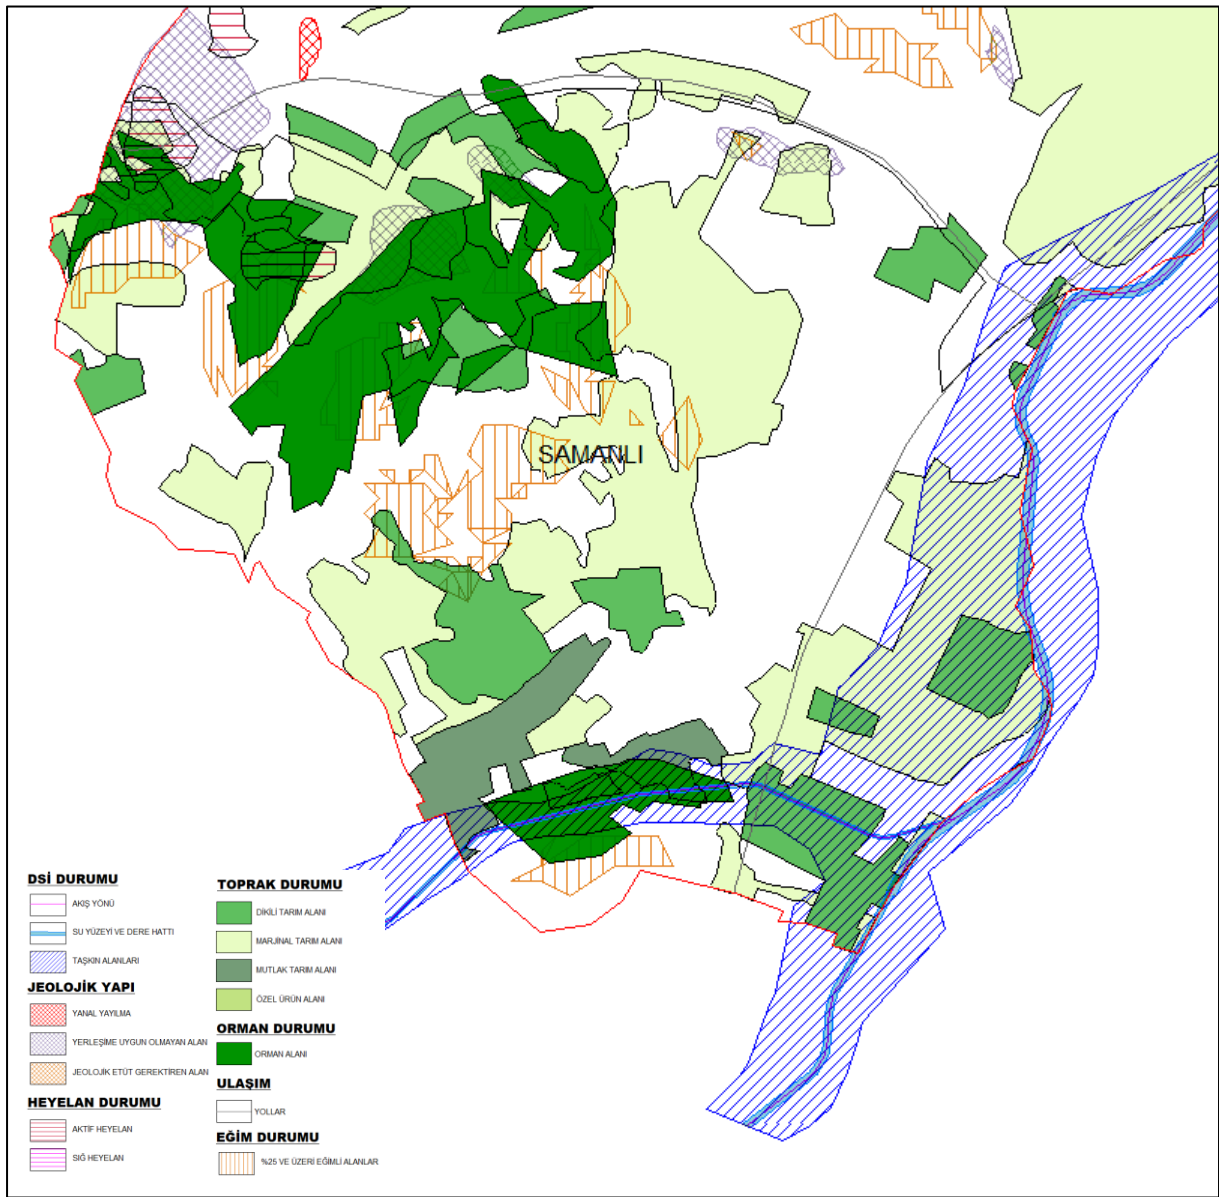 SAMANLI
DSİ DURUMU
AKIŞ YÖNÜ
SU YÜZEYİ VE DERE HATTI
TAŞKIN ALANLARI
JEOLOJİK YAPI
YANAL YAYILMA
YERLEŞİME UYGUN OLMAYAN ALAN
JEOLOJİK ETÜT GEREKTİREN ALAN
HEYELAN DURUMU
AKTİF HEYELAN
SIĞ HEYELAN
TOPRAK DURUMU
DİKİLİ TARIM ALANI
MARJİNAL TARIM ALANI
MUTLAK TARIM ALANI
ÖZEL ÜRÜN ALANI
ORMAN DURUMU
ORMAN ALANI
ULAŞIM
YOLLAR
EĞİM DURUMU
%25 VE ÜZERİ EĞİMLİ ALANLAR